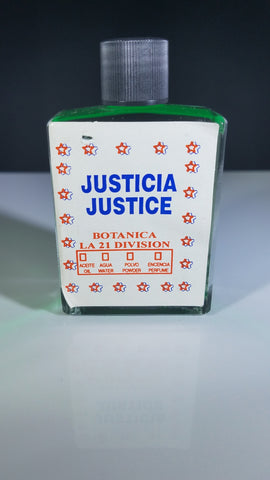 JUSTICIA
JUSTICE
BOTANICA
LA 21 DIVISION
ACEITE AGUA POLVO ENCENCIA
OIL WATER POWDER PERFUME